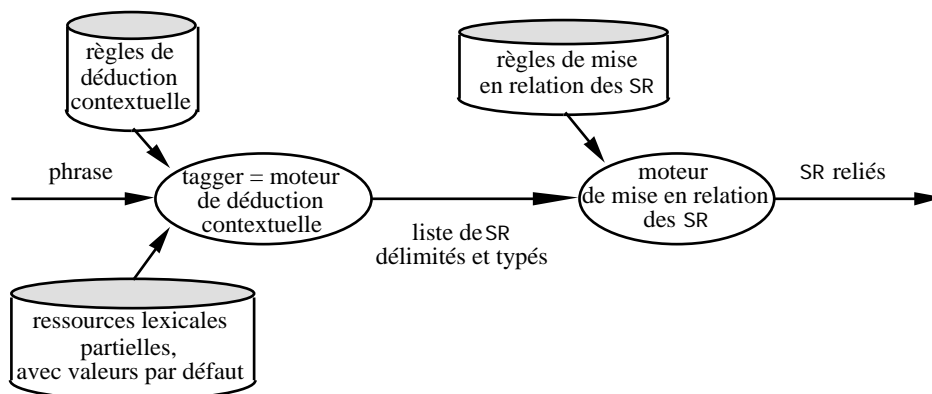 règles de
déduction
contextuelle
règles de mise
en relation des SR
phrase
tagger = moteur
de déduction
contextuelle
moteur
de mise en relation
des SR
SR reliés
liste de SR
délimités et typés
ressources lexicales
partielles,
avec valeurs par défaut